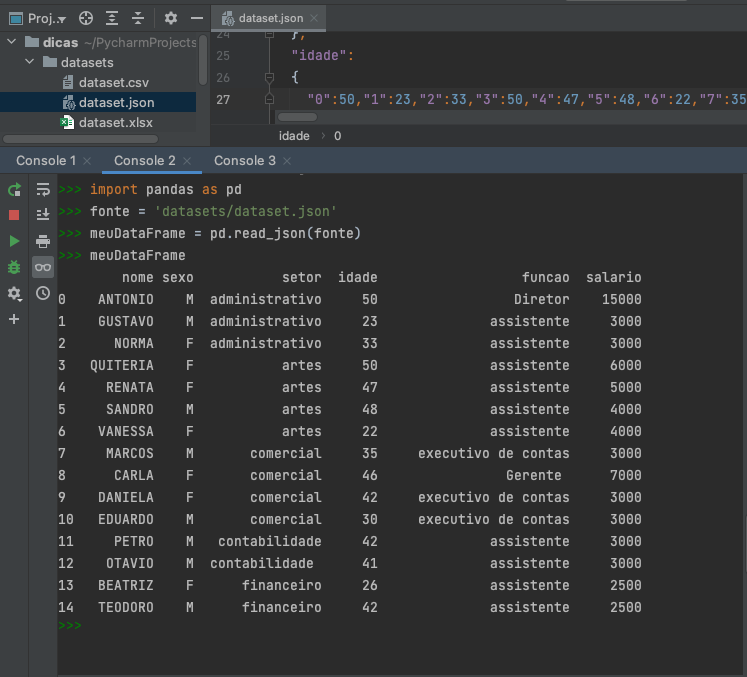 Proj..
dataset.json
dicas ~/PycharmProjects
datasets
dataset.csv
dataset.json
dataset.xlsx
24 },
25 "idade":
26 {
27 "0":50,"1":23,"2":33,"3":50,"4":47,"5":48,"6":22,"7":35
idade > 0
Console 1 Console 2 Console 3
>>> import pandas as pd
>>> fonte = 'datasets/dataset.json'
>>> meuDataFrame = pd.read_json(fonte)
>>> meuDataFrame
nome sexo setor idade funcao salario
0 ANTONIO M administrativo 50 Diretor 15000
1 GUSTAVO M administrativo 23 assistente 3000
2 NORMA F administrativo 33 assistente 3000
3 QUITERIA F artes 50 assistente 6000
4 RENATA F artes 47 assistente 5000
5 SANDRO M artes 48 assistente 4000
6 VANESSA F artes 22 assistente 4000
7 MARCOS M comercial 35 executivo de contas 3000
8 CARLA F comercial 46 Gerente 7000
9 DANIELA F comercial 42 executivo de contas 3000
10 EDUARDO M comercial 30 executivo de contas 3000
11 PETRO M contabilidade 42 assistente 3000
12 OTAVIO M contabilidade 41 assistente 3000
13 BEATRIZ F financeiro 26 assistente 2500
14 TEODORO M financeiro 42 assistente 2500
>>>